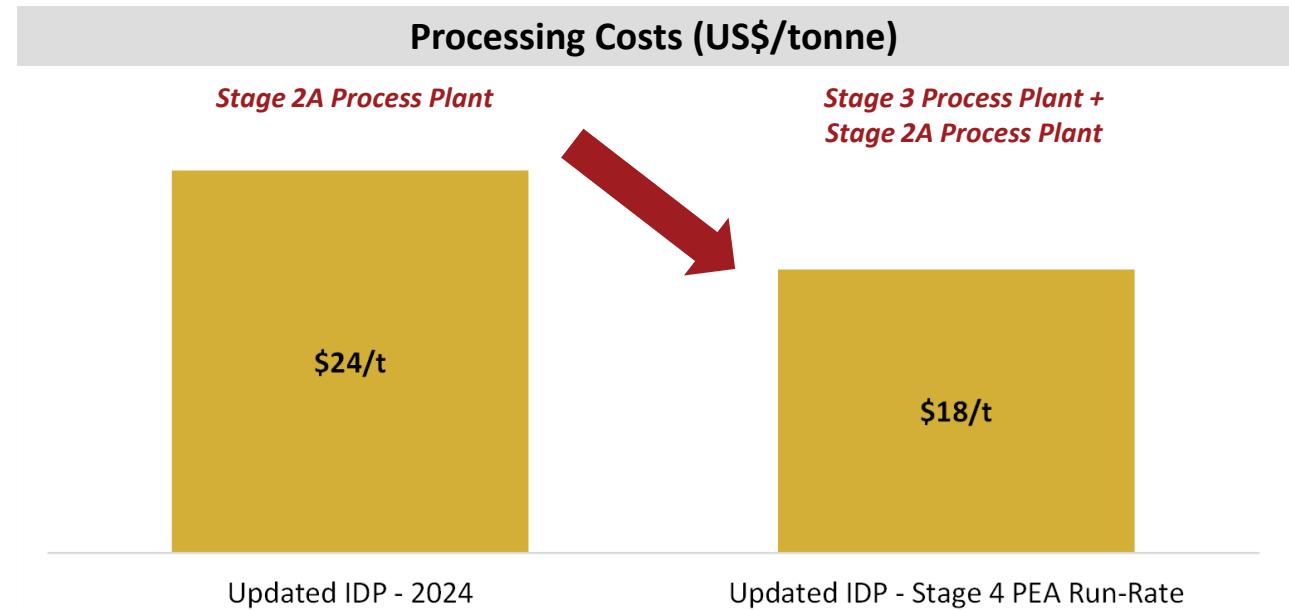 Processing Costs (US$/tonne)
Stage 2A Process Plant
Stage 3 Process Plant +
Stage 2A Process Plant
$24/t
$18/t
Updated IDP - 2024
Updated IDP - Stage 4 PEA Run-Rate